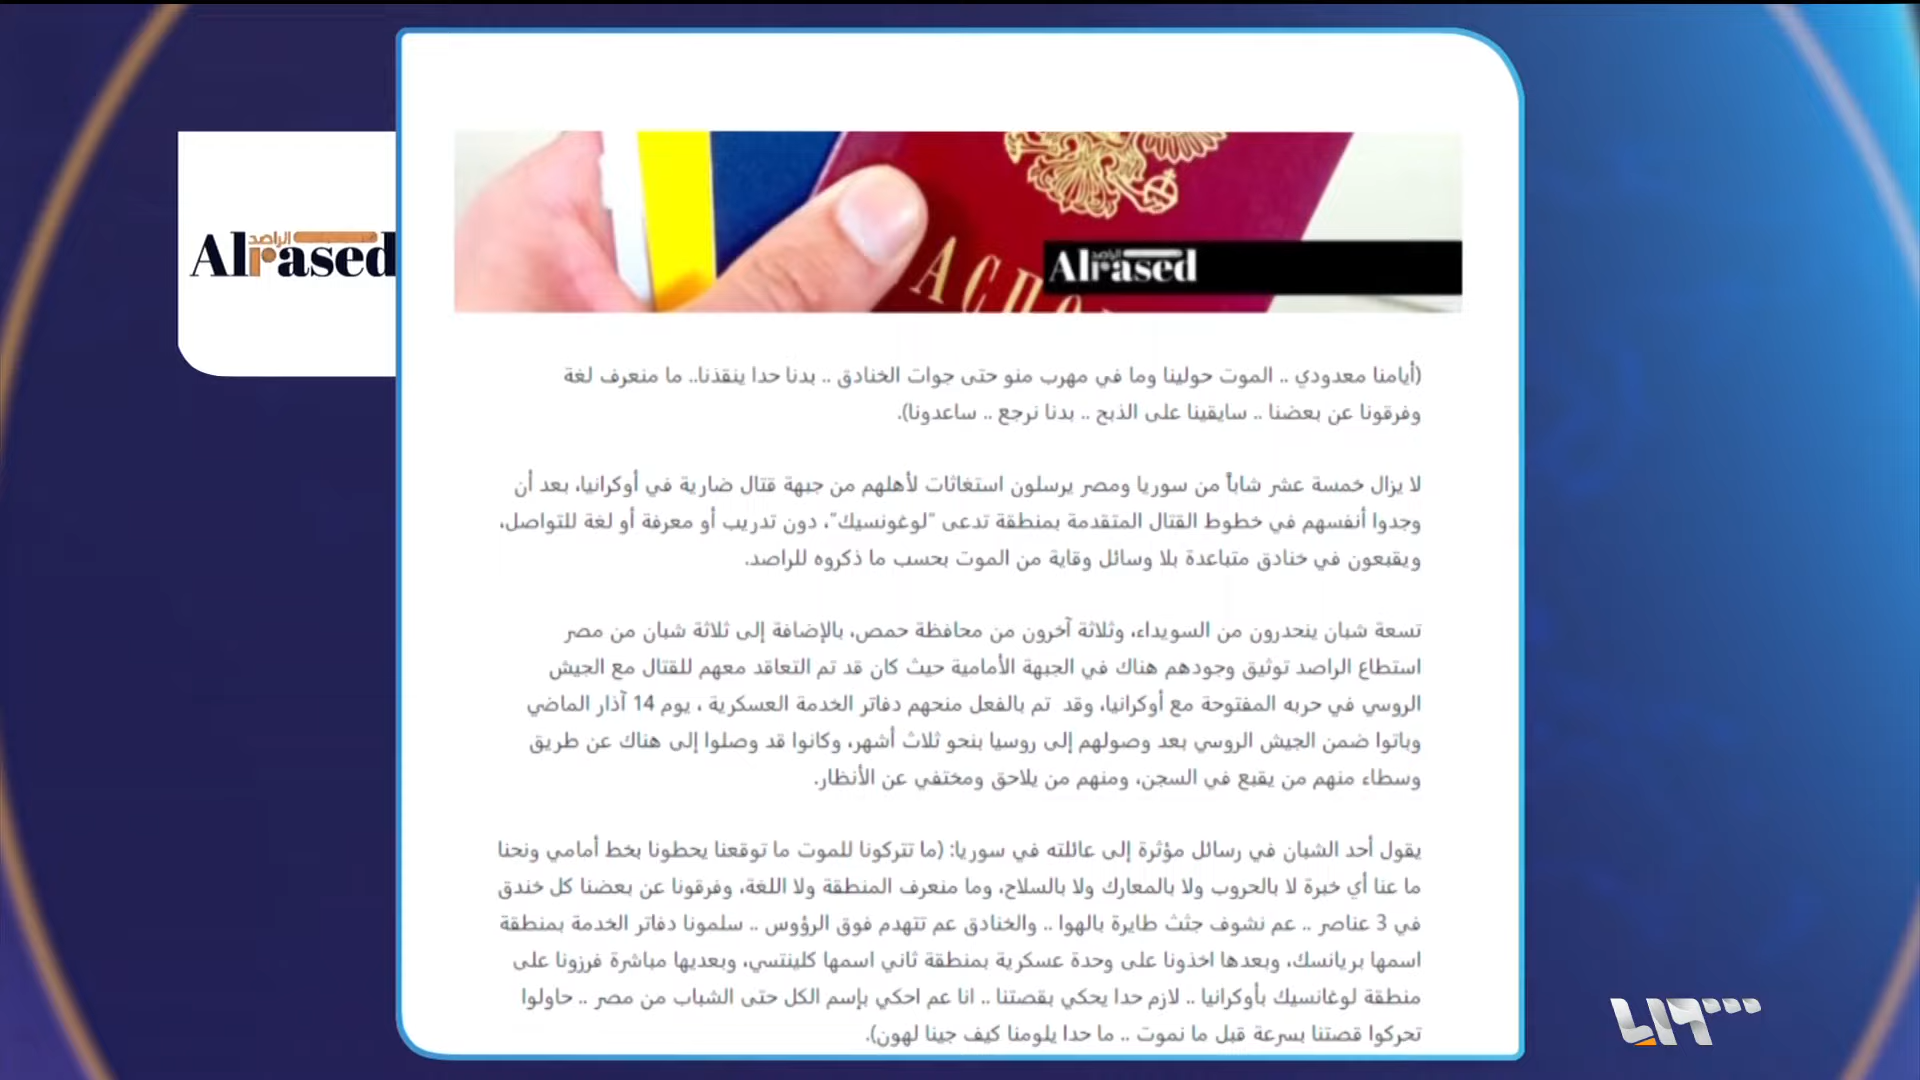 Alrased
الراصد
АСПО
Alrased
الراصد
(أيامنا معدودي .. الموت حولينا وما في مهرب منو حتى جوات الخنادق .. بدنا حدا ينقذنا.. ما منعرف لغة
وفرقونا عن بعضنا .. سايقينا على الذبح .. بدنا نرجع .. ساعدونا).
لا يزال خمسة عشر شاباً من سوريا ومصر يرسلون استغاثات لأهلهم من جبهة قتال ضارية في أوكرانيا، بعد أن
وجدوا أنفسهم في خطوط القتال المتقدمة بمنطقة تدعى "لوغونسيك"، دون تدريب أو معرفة أو لغة للتواصل،
ويقبعون في خنادق متباعدة بلا وسائل وقاية من الموت بحسب ما ذكروه للراصد.
تسعة شبان ينحدرون من السويداء، وثلاثة آخرون من محافظة حمص، بالإضافة إلى ثلاثة شبان من مصر
استطاع الراصد توثيق وجودهم هناك في الجبهة الأمامية حيث كان قد تم التعاقد معهم للقتال مع الجيش
الروسي في حربه المفتوحة مع أوكرانيا، وقد تم بالفعل منحهم دفاتر الخدمة العسكرية ، يوم 14 آذار الماضي
وباتوا ضمن الجيش الروسي بعد وصولهم إلى روسيا بنحو ثلاث أشهر، وكانوا قد وصلوا إلى هناك عن طريق
وسطاء منهم من يقبع في السجن، ومنهم من يلاحق ومختفي عن الأنظار.
يقول أحد الشبان في رسائل مؤثرة إلى عائلته في سوريا: (ما تتركونا للموت ما توقعنا يحطونا بخط أمامي ونحنا
ما عنا أي خبرة لا بالحروب ولا بالمعارك ولا بالسلاح، وما منعرف المنطقة ولا اللغة، وفرقونا عن بعضنا كل خندق
في 3 عناصر .. عم نشوف جثث طايرة بالهوا .. والخنادق عم تتهدم فوق الرؤوس .. سلمونا دفاتر الخدمة بمنطقة
اسمها بريانسك، وبعدها اخذونا على وحدة عسكرية بمنطقة ثاني اسمها كلينتسي، وبعديها مباشرة فرزونا على
منطقة لوغانسيك بأوكرانيا .. لازم حدا يحكي بقصتنا .. انا عم احكي بإسم الكل حتى الشباب من مصر .. حاولوا
تحركوا قصتنا بسرعة قبل ما نموت .. ما حدا يلومنا كيف جينا لهون).